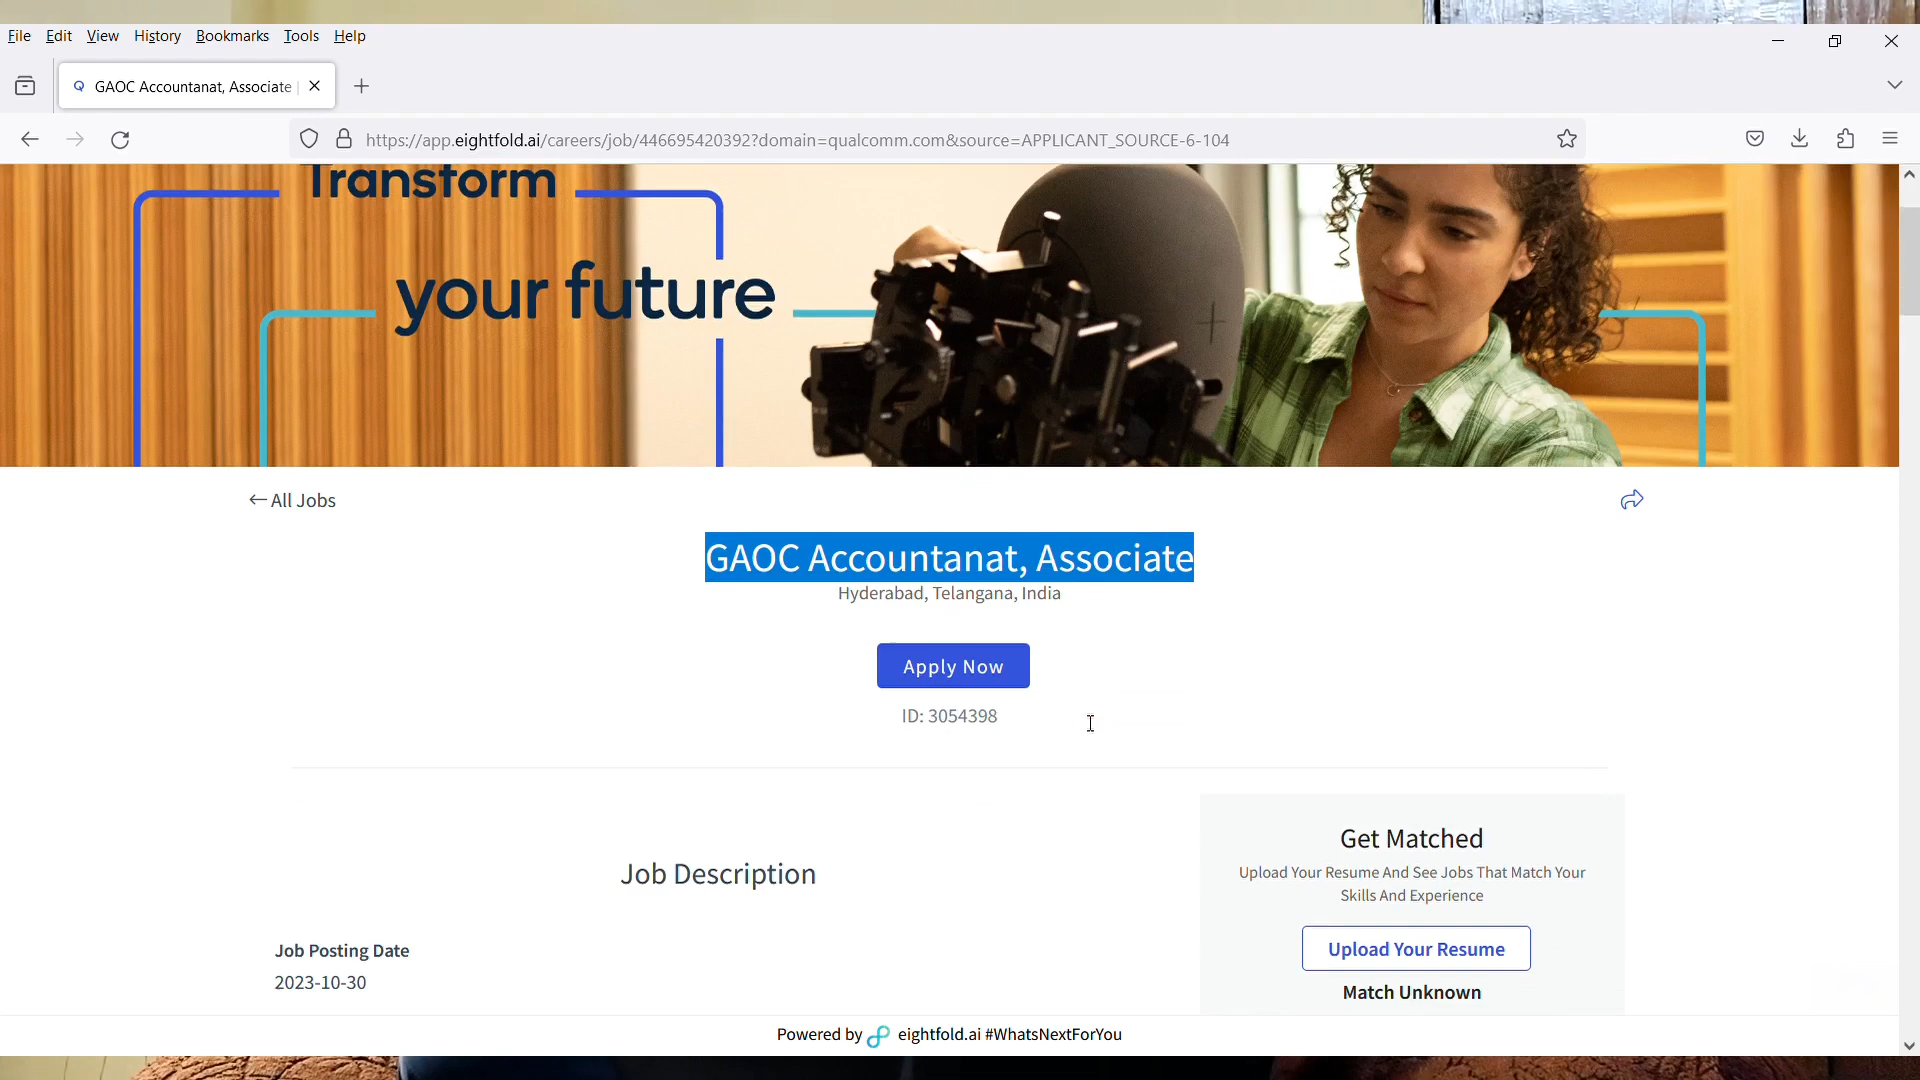 File Edit View History Bookmarks Tools Help
GAOC Accountanat, Associate |
https://app.eightfold.ai/careers/job/446695420392?domain=qualcomm.com&source=APPLICANT_SOURCE-6-104
Transform
your future
All Jobs
GAOC Accountanat, Associate
Hyderabad, Telangana, India
Apply Now
ID: 3054398
Job Description
Job Posting Date
2023-10-30
Get Matched
Upload Your Resume And See Jobs That Match Your
Skills And Experience
Upload Your Resume
Match Unknown
Powered by eightfold.ai #WhatsNextForYou